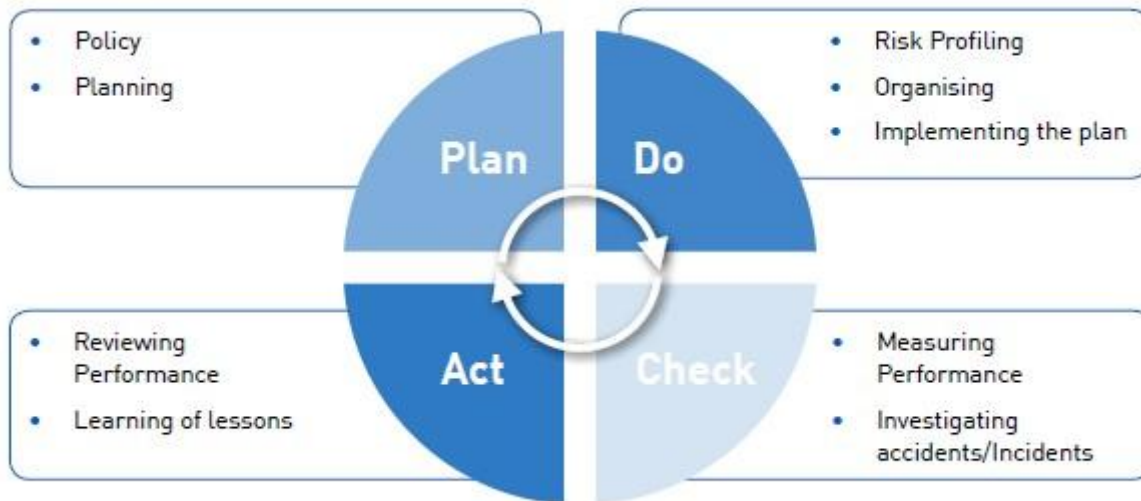 Policy
Planning
Plan
Do
Risk Profiling
Organising
Implementing the plan
Reviewing
Performance
Learning of lessons
Act
Check
Measuring
Performance
Investigating
accidents/Incidents